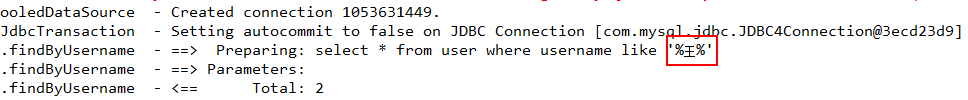 ooledDataSource  - Created connection 1053631449.
JdbcTransaction  - Setting autocommit to false on JDBC Connection [com.mysql.jdbc.JDBC4Connection@3ecd23d9]
.findByUsername  - ==>  Preparing: select * from user where username like '%王%'
.findByUsername  - ==> Parameters:
.findByUsername  - <==      Total: 2